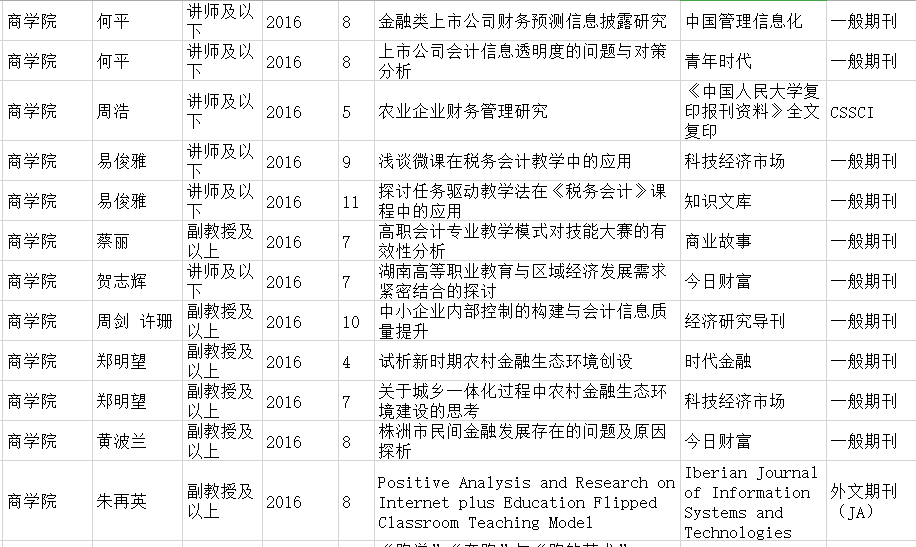 商学院 何平 讲师及以下 2016 8 金融类上市公司财务预测信息披露研究 中国管理信息化 一般期刊
商学院 何平 讲师及以下 2016 8 上市公司会计信息透明度的问题与对策分析 青年时代 一般期刊
商学院 周浩 讲师及以下 2016 5 农业企业财务管理研究 《中国人民大学复印报刊资料》全文复印 CSSCI
商学院 易俊雅 讲师及以下 2016 9 浅谈微课在税务会计教学中的应用 科技经济市场 一般期刊
商学院 易俊雅 讲师及以下 2016 11 探讨任务驱动教学法在《税务会计》课程中的应用 知识文库 一般期刊
商学院 蔡丽 副教授及以上 2016 7 高职会计专业教学模式对技能大赛的有效性分析 商业故事 一般期刊
商学院 贺志辉 讲师及以下 2016 7 湖南高等职业教育与区域经济发展需求紧密结合的探讨 今日财富 一般期刊
商学院 周剑 许珊 副教授及以上 2016 10 中小企业内部控制的构建与会计信息质量提升 经济研究导刊 一般期刊
商学院 郑明望 副教授及以上 2016 4 试析新时期农村金融生态环境创设 时代金融 一般期刊
商学院 郑明望 副教授及以上 2016 7 关于城乡一体化过程中农村金融生态环境建设的思考 科技经济市场 一般期刊
商学院 黄波兰 副教授及以上 2016 8 株洲市民间金融发展存在的问题及原因探析 今日财富 一般期刊
商学院 朱再英 副教授及以上 2016 8 Positive Analysis and Research on Internet plus Education Flipped Classroom Teaching Model Iberian Journal of Information Systems and Technologies 外文期刊（JA）